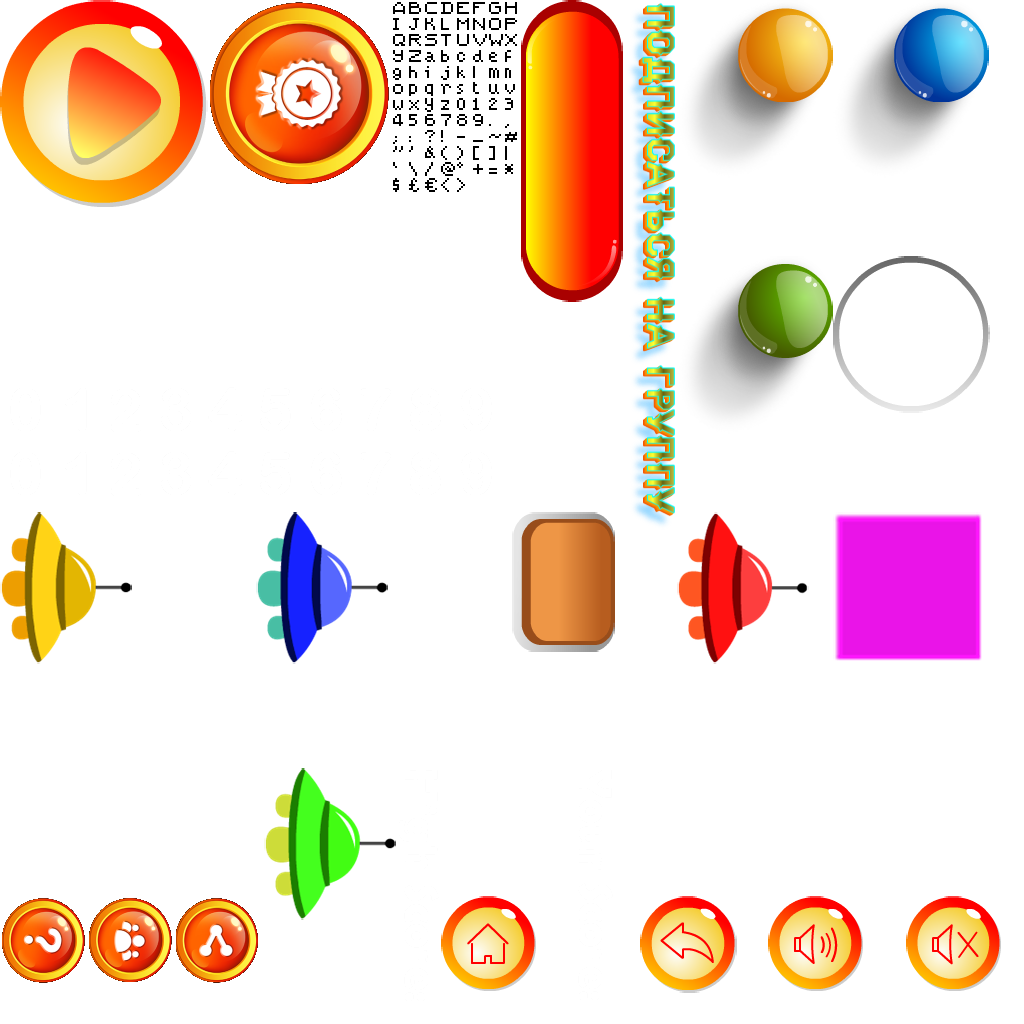 ABCDEFGH
IJKLMNOP
QRSTUVWX
YZabcdef
ghijklmn
opqrstuv
wxyz0123
456789.,
;:?!-_~#
"'&()[]|
`\/@°+=*
$£€<>
ПОДПИСАТЬСЯ НА ГРУППУ